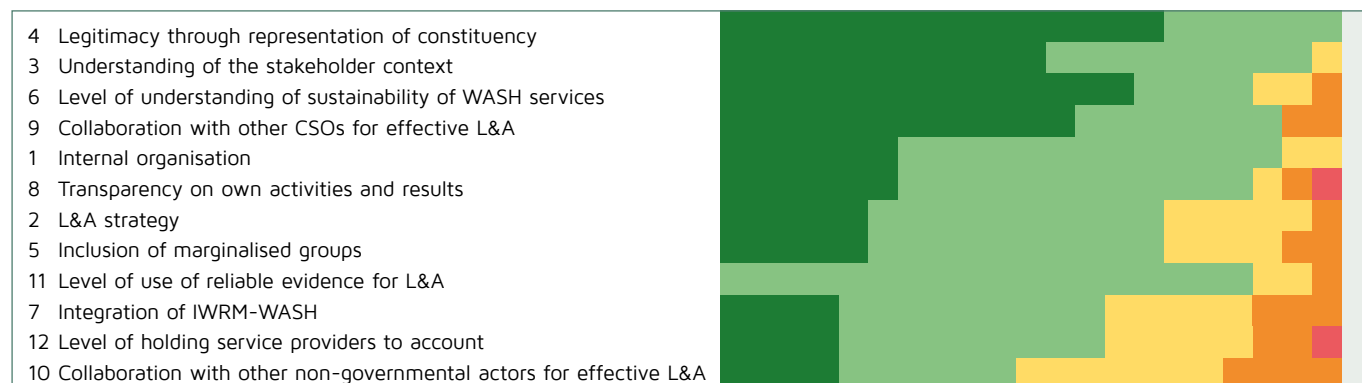 4 Legitimacy through representation of constituency
3 Understanding of the stakeholder context
6 Level of understanding of sustainability of WASH services
9 Collaboration with other CSOs for effective L&A
1 Internal organisation
8 Transparency on own activities and results
2 L&A strategy
5 Inclusion of marginalised groups
11 Level of use of reliable evidence for L&A
7 Integration of IWRM-WASH
12 Level of holding service providers to account
10 Collaboration with other non-governmental actors for effective L&A